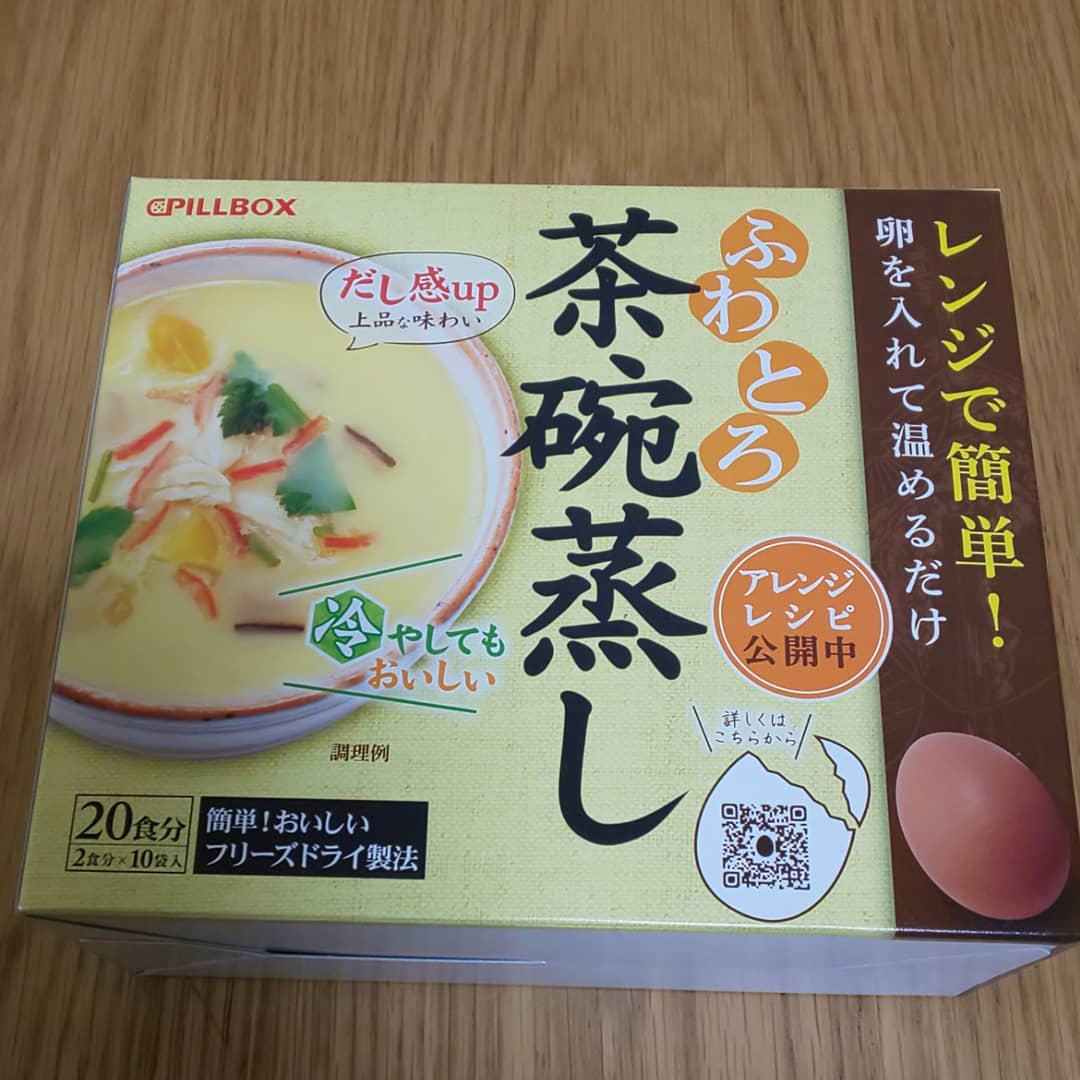 PILLBOX
レンジで簡単！
卵を入れて温めるだけ
ふわとろ
茶碗蒸し
だし感up
上品な味わい
冷やしても
おいしい
調理例
アレンジ
レシピ
公開中
詳しくは
こちらから
20食分
2食分×10袋入
簡単！おいしい
フリーズドライ製法